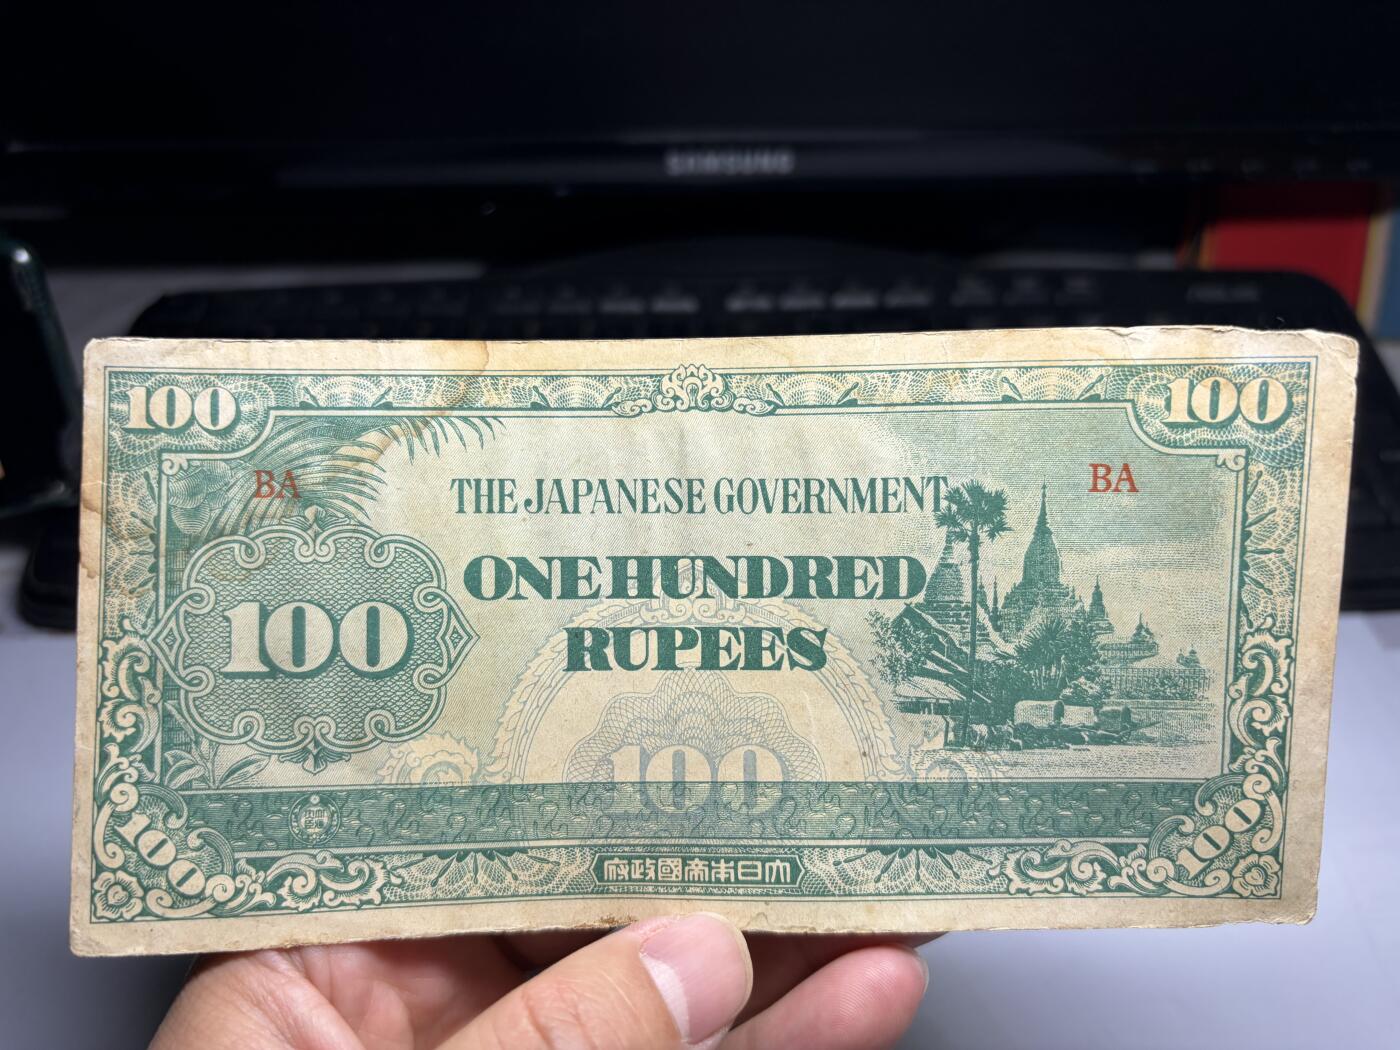 SAMSUNG
100
100
BA
BA
THE JAPANESE GOVERNMENT
ONE HUNDRED
RUPEES
100
100
100
100
府政國帝本日大